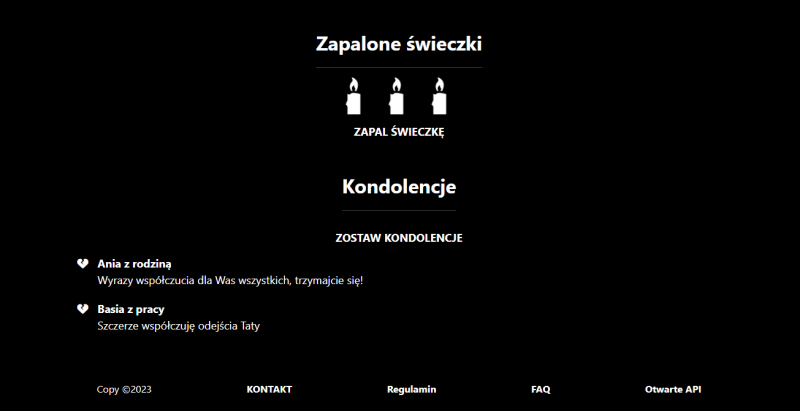 Zapalone świeczki
ZAPAL ŚWIECZKĘ
Kondolencje
ZOSTAW KONDOLENCJE
Ania z rodziną
Wyrazy współczucia dla Was wszystkich, trzymajcie się!
Basia z pracy
Szczerze współczuję odejścia Taty
Copy ©2023 KONTAKT Regulamin FAQ Otwarte API